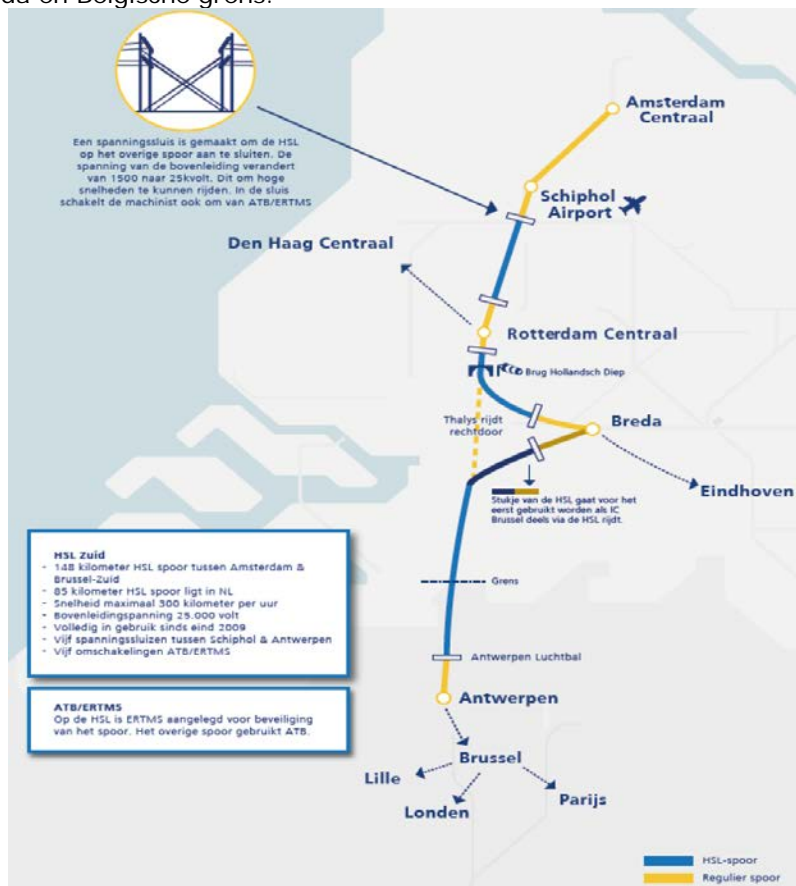 da en Belgische grens.
Een spanningssluis is gemaakt om de HSL
op het overige spoor aan te sluiten. De
spanning van de bovenleiding verandert
van 1500 naar 25kvolt. Dit om hoge
snelheden te kunnen rijden. In de sluis
schakelt de machinist ook om van ATB/ERTMS
Amsterdam
Centraal
Schiphol
Airport
Den Haag Centraal
Rotterdam Centraal
Brug Hollandsch Diep
Thalys rijdt
rechtdoor
Breda
Eindhoven
Stukje van de HSL gaat voor het
eerst gebruikt worden als IC
Brussel deels via de HSL rijdt.
HSL Zuid
- 148 kilometer HSL spoor tussen Amsterdam &
Brussel-Zuid
- 85 kilometer HSL spoor ligt in NL
- Snelheid maximaal 300 kilometer per uur
- Bovenleidingspanning 25.000 volt
- Volledig in gebruik sinds eind 2009
- Vijf spanningssluizen tussen Schiphol & Antwerpen
- Vijf omschakelingen ATB/ERTMS
Grens
Antwerpen Luchtbal
ATB/ERTMS
Op de HSL is ERTMS aangelegd voor beveiliging
van het spoor. Het overige spoor gebruikt ATB.
Antwerpen
Brussel
Lille
Londen
Parijs
HSL-spoor
Regulier spoor